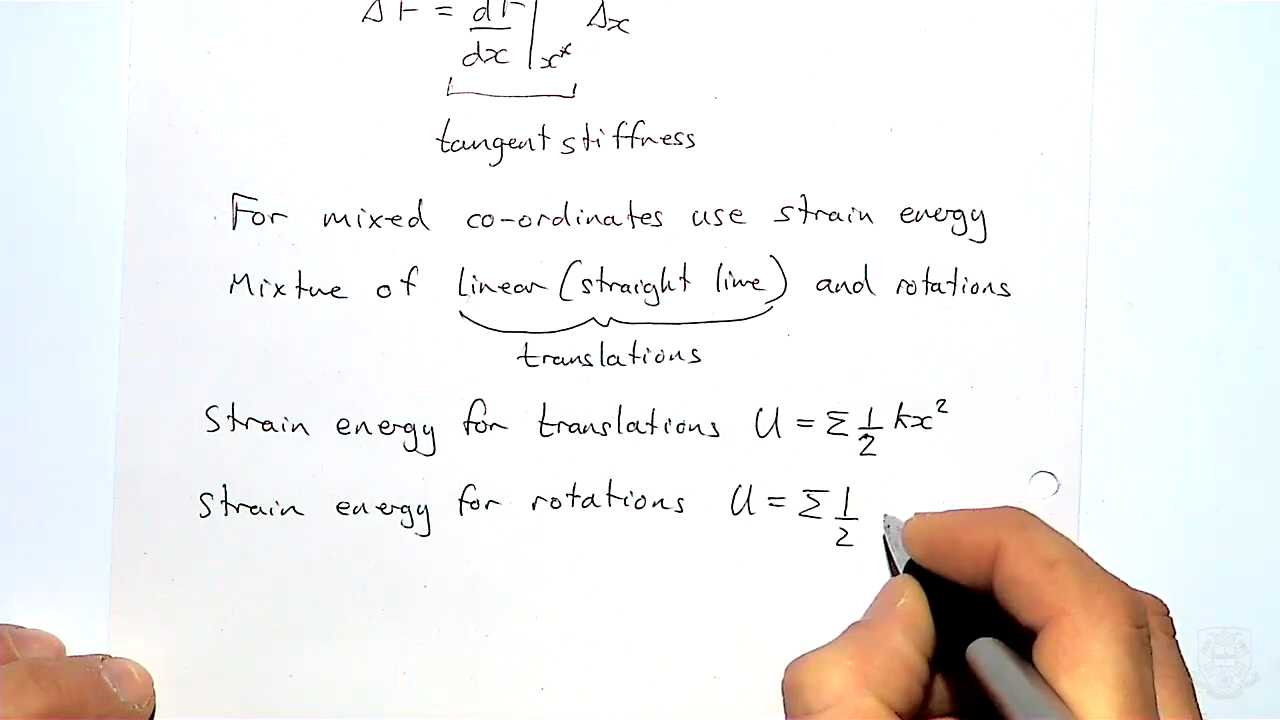 ΔF = dF/dx |x* Δx
tangent stiffness
For mixed co-ordinates use strain energy
Mixture of linear (straight line) and rotations
translations
Strain energy for translations U = Σ 1/2 kx²
Strain energy for rotations U = Σ 1/2